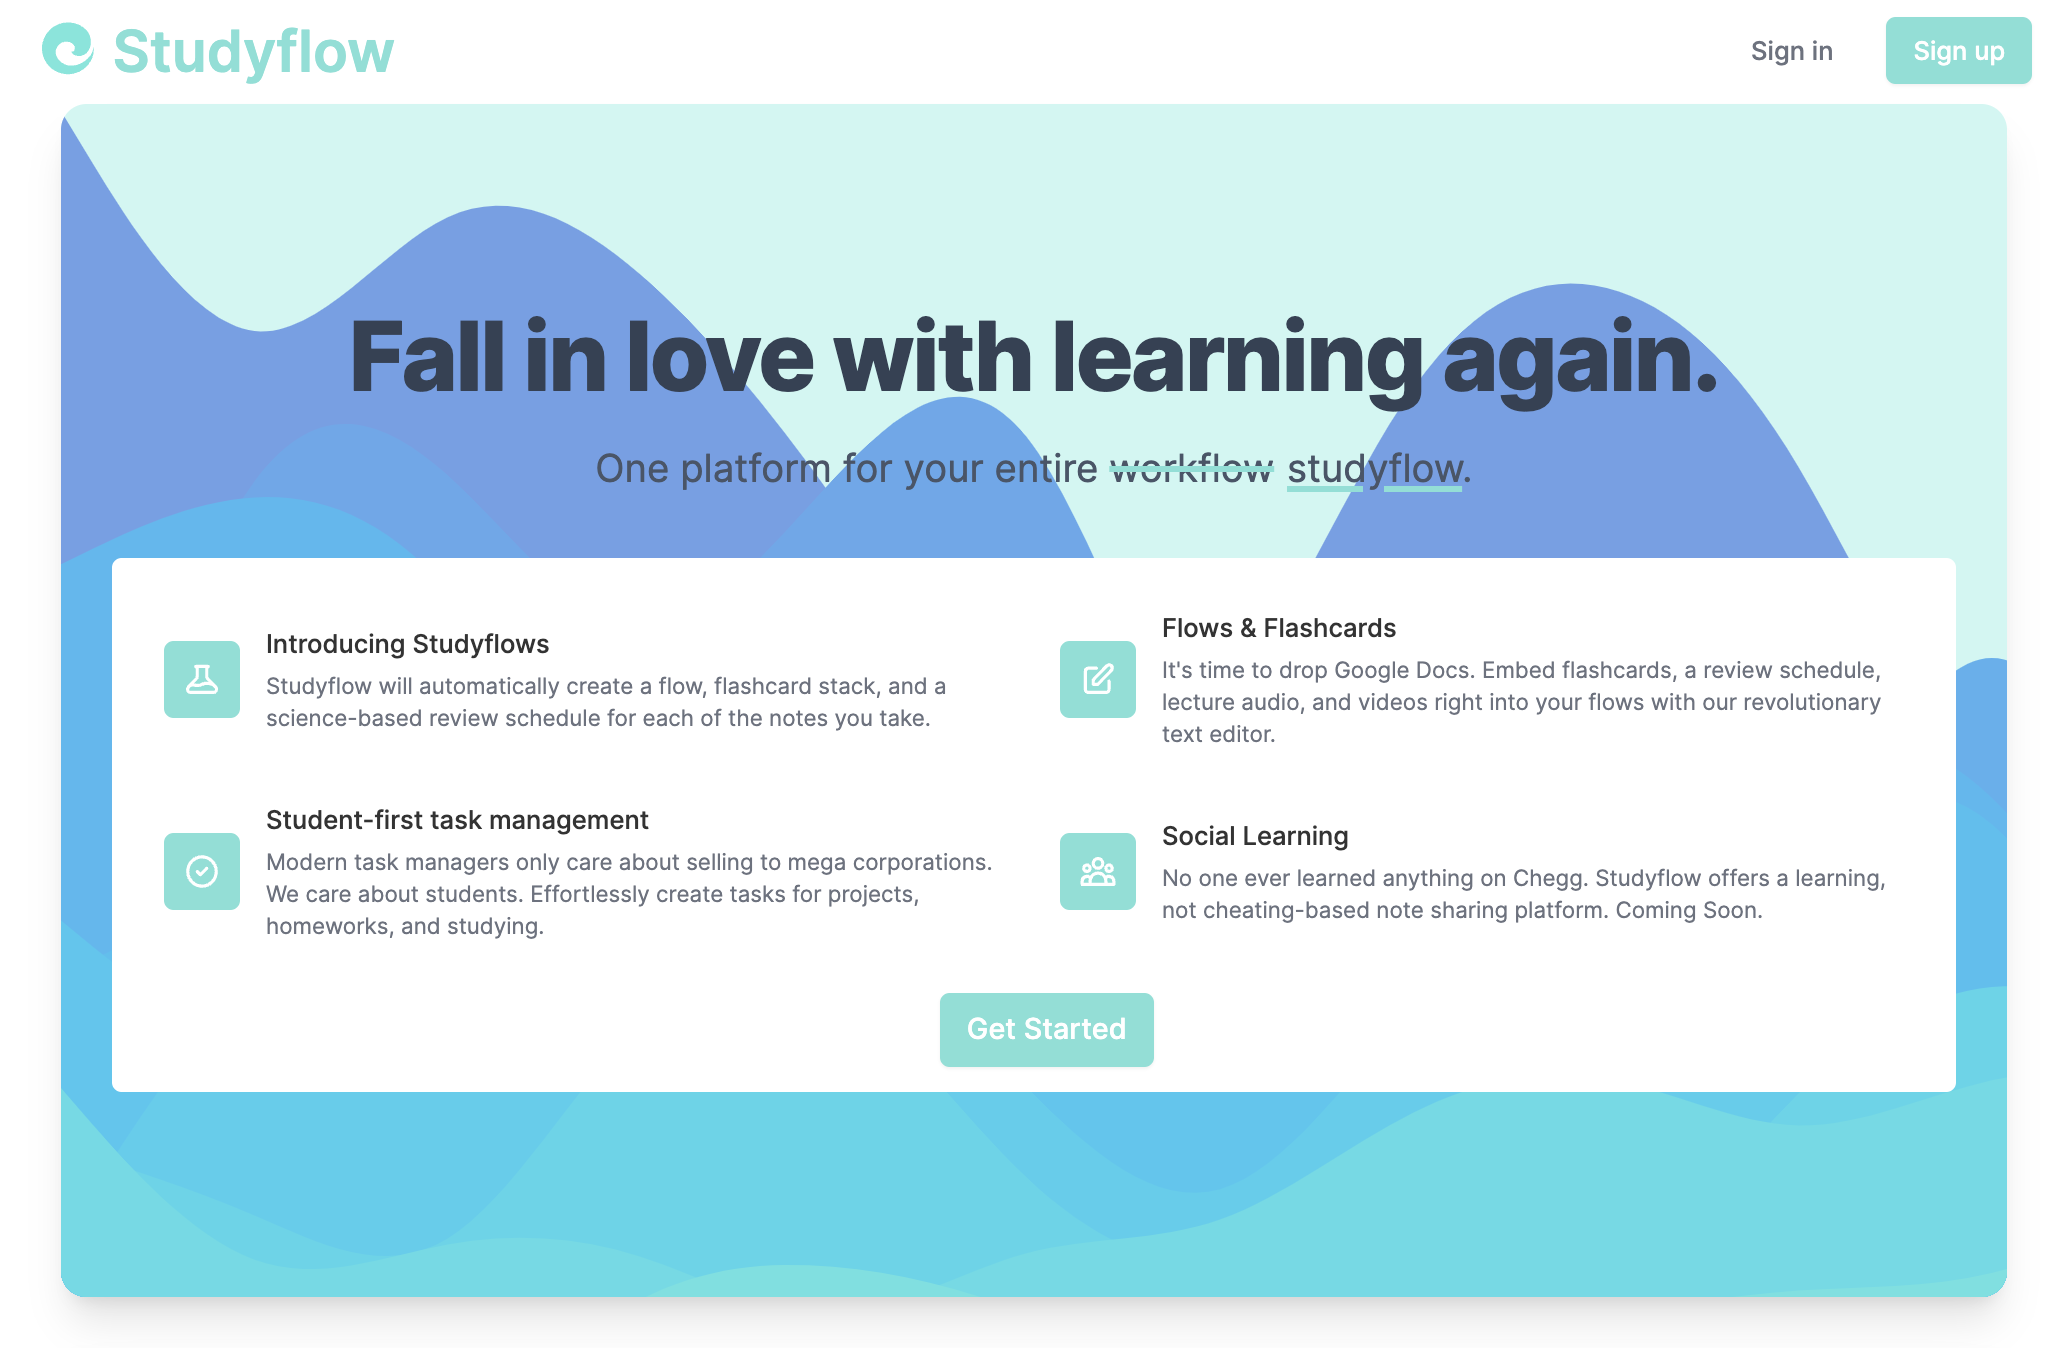 Studyflow
Sign in
Sign up
Fall in love with learning again.
One platform for your entire workflow studyflow.
Introducing Studyflows
Studyflow will automatically create a flow, flashcard stack, and a
science-based review schedule for each of the notes you take.
Flows & Flashcards
It's time to drop Google Docs. Embed flashcards, a review schedule,
lecture audio, and videos right into your flows with our revolutionary
text editor.
Student-first task management
Modern task managers only care about selling to mega corporations.
We care about students. Effortlessly create tasks for projects,
homeworks, and studying.
Social Learning
No one ever learned anything on Chegg. Studyflow offers a learning,
not cheating-based note sharing platform. Coming Soon.
Get Started